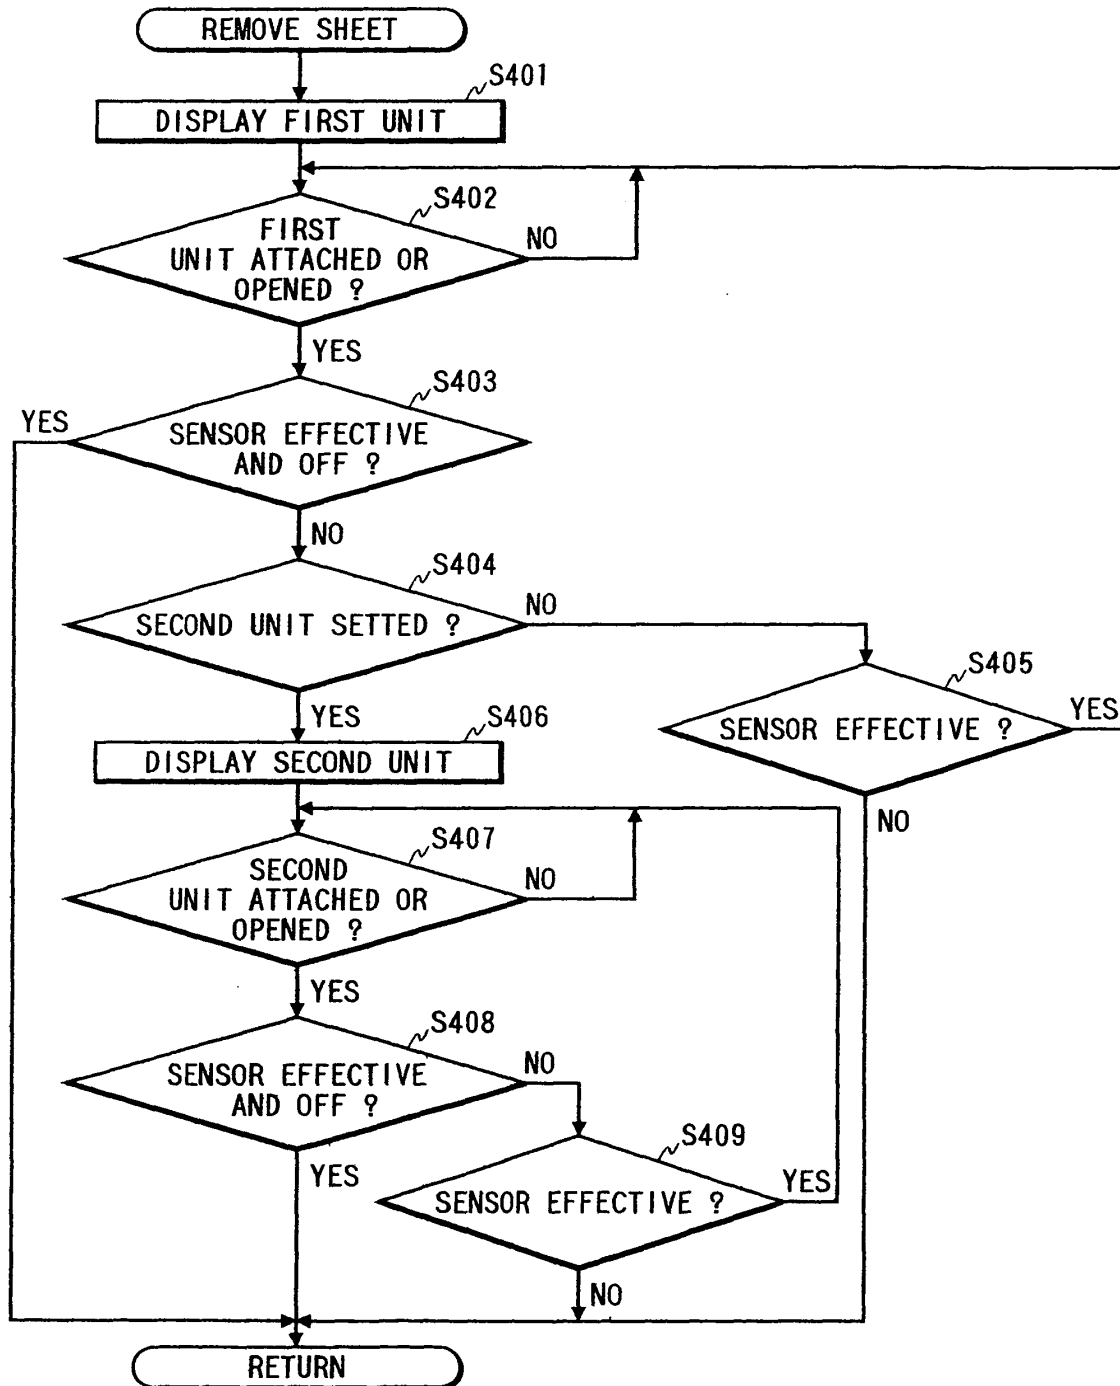 REMOVE SHEET
S401
DISPLAY FIRST UNIT
S402
FIRST
UNIT ATTACHED OR
OPENED ?
NO
YES
S403
YES
SENSOR EFFECTIVE
AND OFF ?
NO
S404
NO
SECOND UNIT SETTED ?
S405
YES
SENSOR EFFECTIVE ?
YES
S406
DISPLAY SECOND UNIT
NO
S407
SECOND
UNIT ATTACHED OR
OPENED ?
NO
YES
S408
NO
SENSOR EFFECTIVE
AND OFF ?
S409
YES
YES
SENSOR EFFECTIVE ?
NO
RETURN